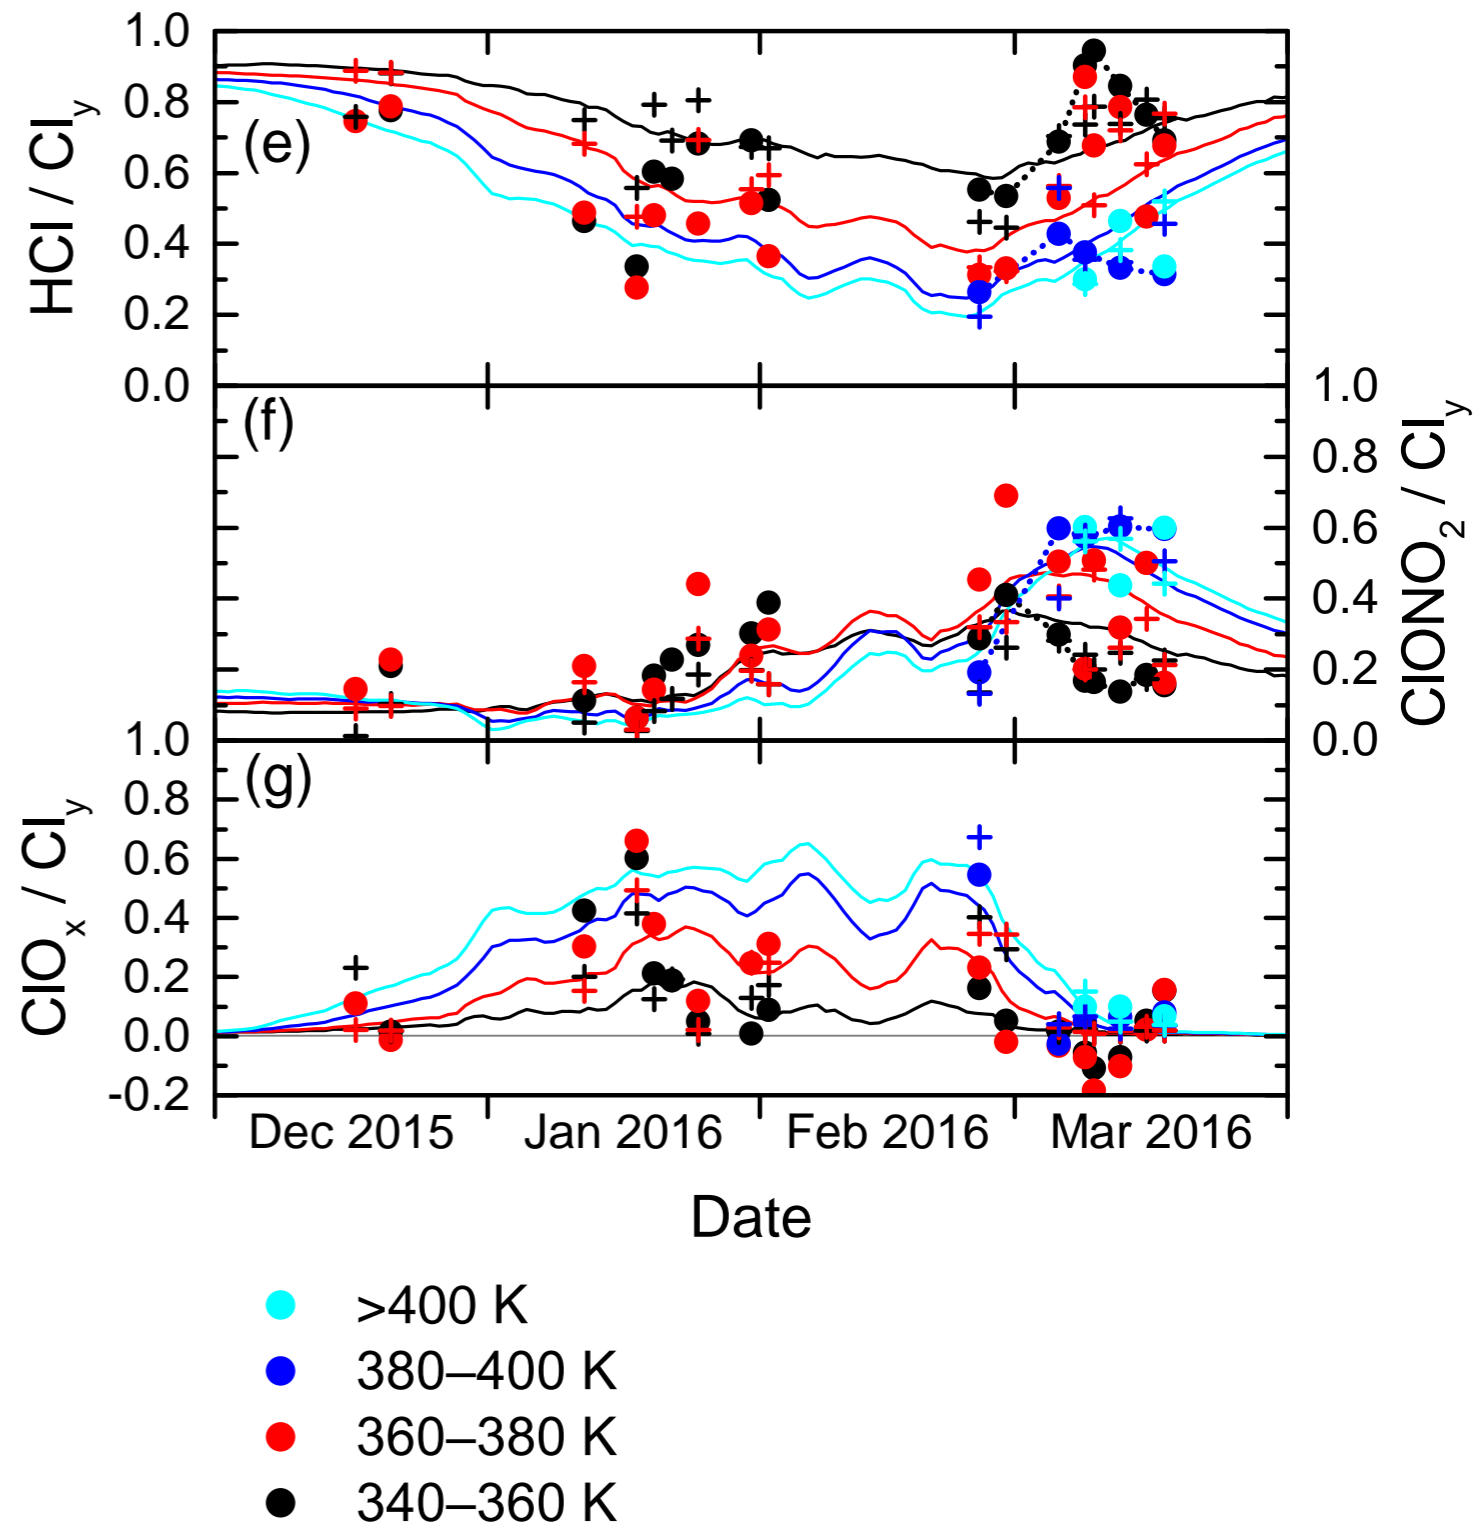 1.0
0.8
0.6
0.4
0.2
0.0
HCl / Cl_y
(e)
(f)
1.0
0.8
0.6
0.4
0.2
0.0
ClONO_2 / Cl_y
(g)
1.0
0.8
0.6
0.4
0.2
0.0
-0.2
ClO_x / Cl_y
Dec 2015 Jan 2016 Feb 2016 Mar 2016
Date
>400 K
380–400 K
360–380 K
340–360 K